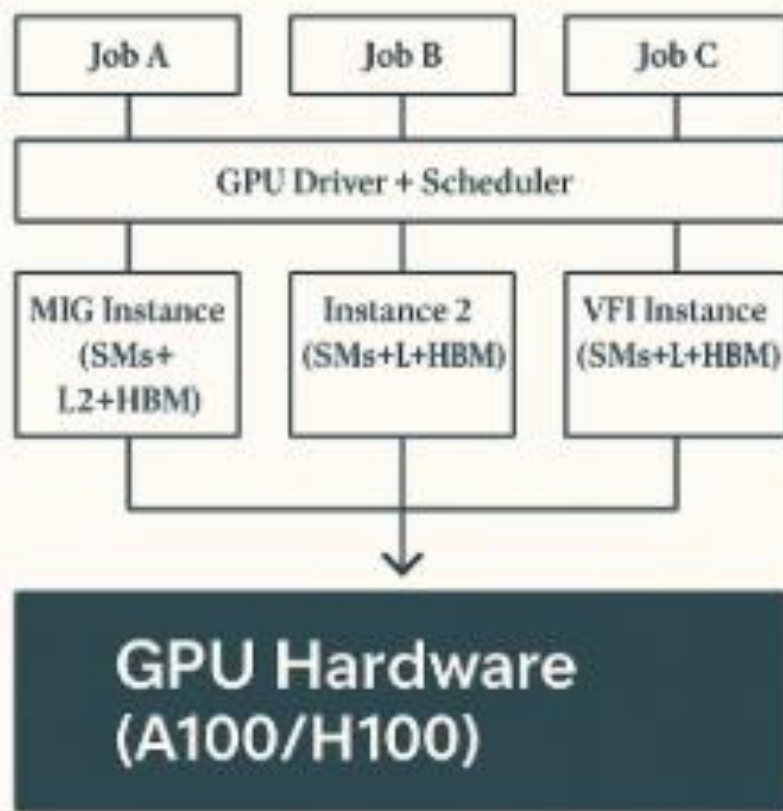 Job A
Job B
Job C
GPU Driver + Scheduler
MIG Instance
(SMs+
L2+HBM)
Instance 2
(SMs+L+HBM)
VFI Instance
(SMs+L+HBM)
GPU Hardware
(A100/H100)